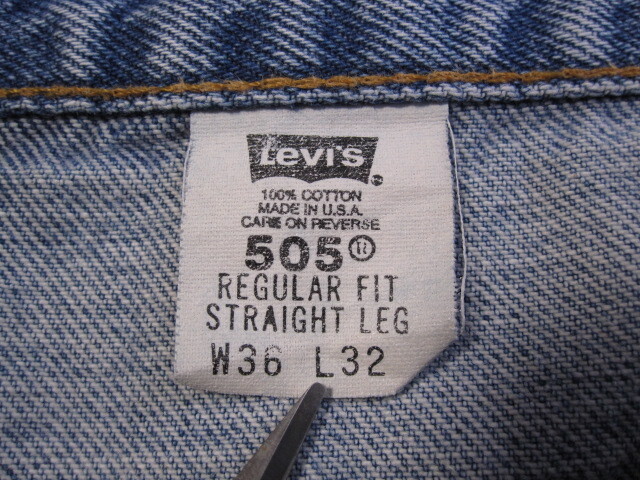 Levi's
100% COTTON
MADE IN U.S.A.
CARE ON REVERSE
505®
REGULAR FIT
STRAIGHT LEG
W36 L32